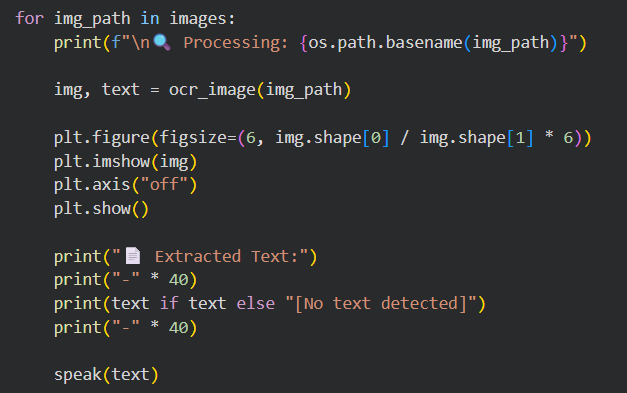 for img_path in images:
    print(f"\n🔍 Processing: {os.path.basename(img_path)}")

    img, text = ocr_image(img_path)

    plt.figure(figsize=(6, img.shape[0] / img.shape[1] * 6))
    plt.imshow(img)
    plt.axis("off")
    plt.show()

    print("📄 Extracted Text:")
    print("-" * 40)
    print(text if text else "[No text detected]")
    print("-" * 40)

    speak(text)